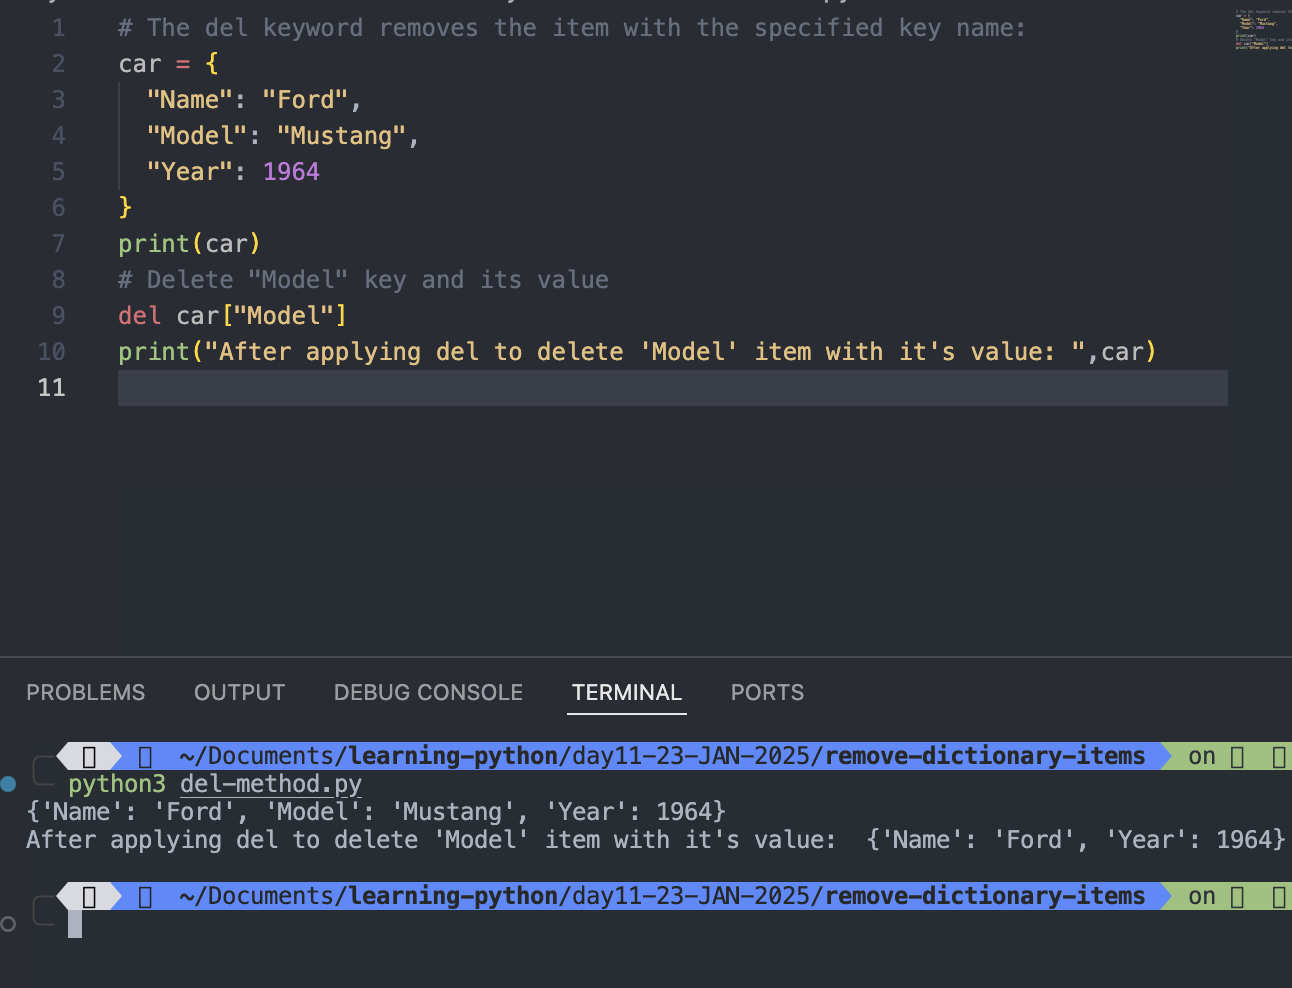 1 # The del keyword removes the item with the specified key name:
2 car = {
3 "Name": "Ford",
4 "Model": "Mustang",
5 "Year": 1964
6 }
7 print(car)
8 # Delete "Model" key and its value
9 del car["Model"]
10 print("After applying del to delete 'Model' item with it's value: ",car)
11
PROBLEMS OUTPUT DEBUG CONSOLE TERMINAL PORTS
~/Documents/learning-python/day11-23-JAN-2025/remove-dictionary-items on
python3 del-method.py
{'Name': 'Ford', 'Model': 'Mustang', 'Year': 1964}
After applying del to delete 'Model' item with it's value:  {'Name': 'Ford', 'Year': 1964}
~/Documents/learning-python/day11-23-JAN-2025/remove-dictionary-items on